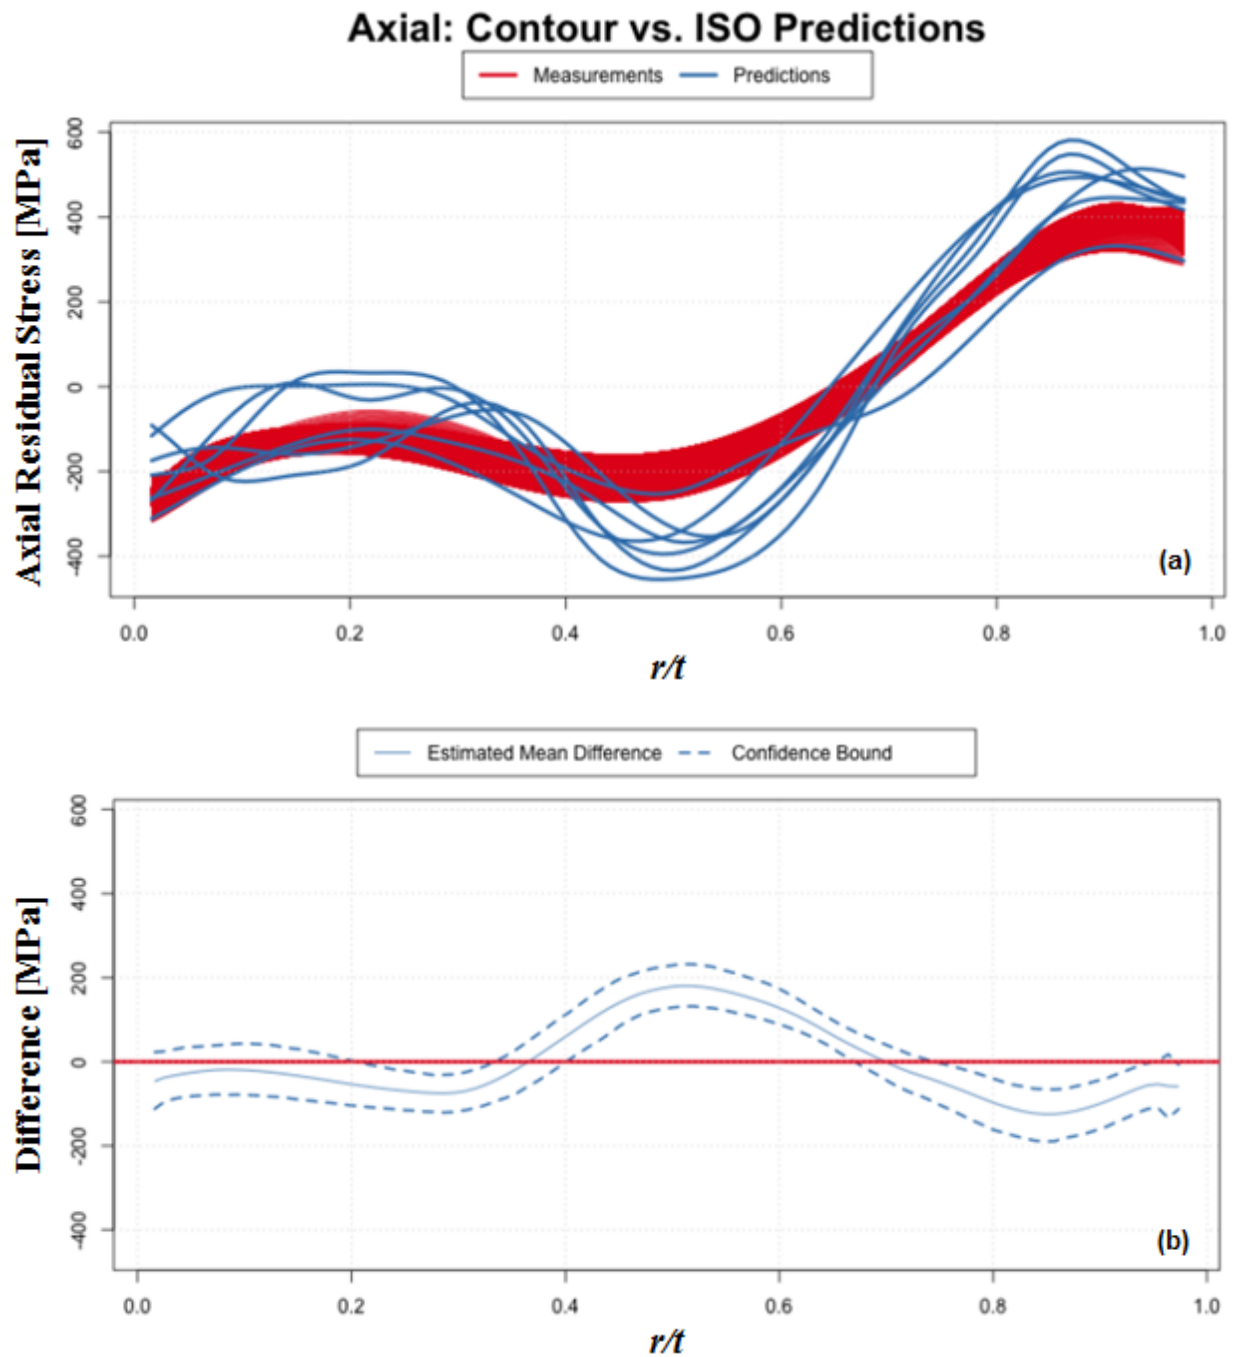 Axial: Contour vs. ISO Predictions
Measurements Predictions
Axial Residual Stress [MPa]
600
400
200
0
-200
-400
(a)
0.0 0.2 0.4 0.6 0.8 1.0
r/t
Estimated Mean Difference Confidence Bound
Difference [MPa]
600
400
200
0
-200
-400
(b)
0.0 0.2 0.4 0.6 0.8 1.0
r/t